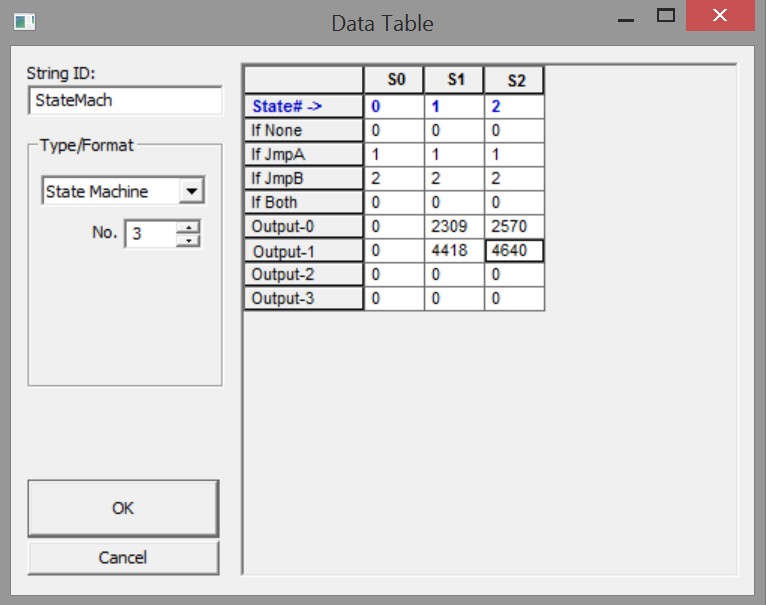 Data Table
String ID:
StateMach
Type/Format
State Machine
No. 3
OK
Cancel
S0 S1 S2
State# -> 0 1 2
If None 0 0 0
If JmpA 1 1 1
If JmpB 2 2 2
If Both 0 0 0
Output-0 0 2309 2570
Output-1 0 4418 4640
Output-2 0 0 0
Output-3 0 0 0